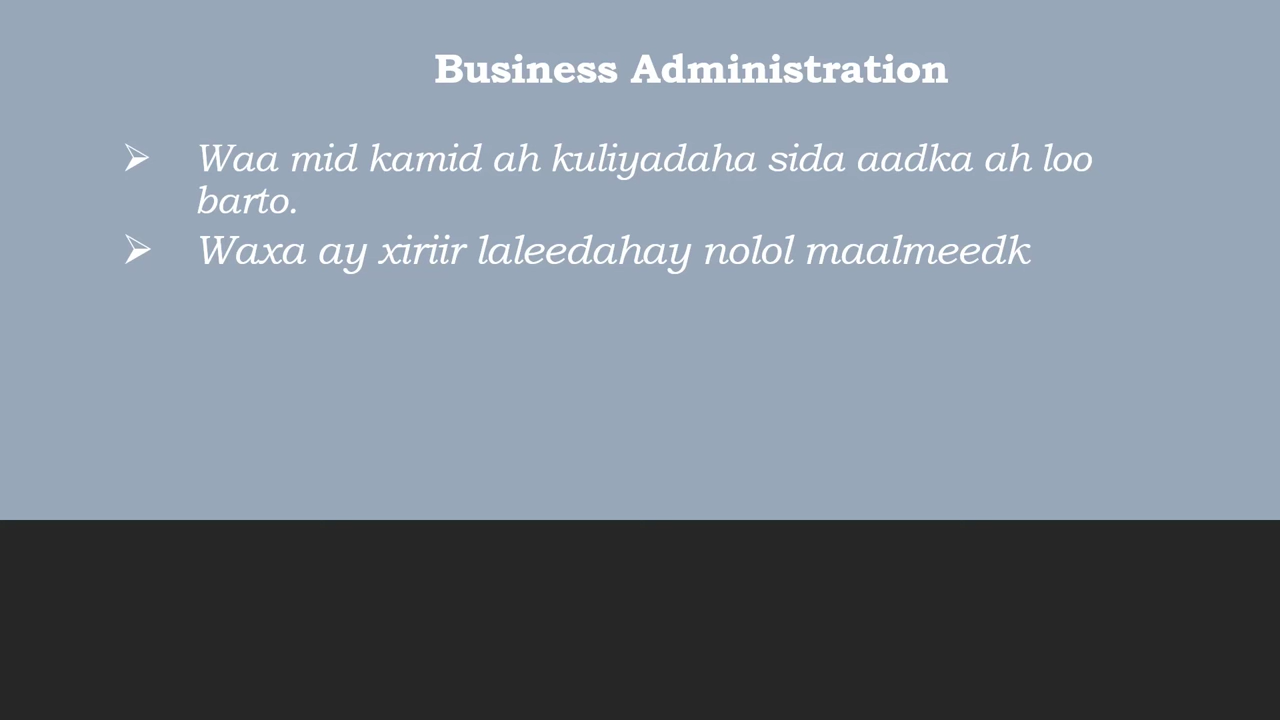 Business Administration
Waa mid kamid ah kuliyadaha sida aadka ah loo
barto.
Waxa ay xiriir laleedahay nolol maalmeedk